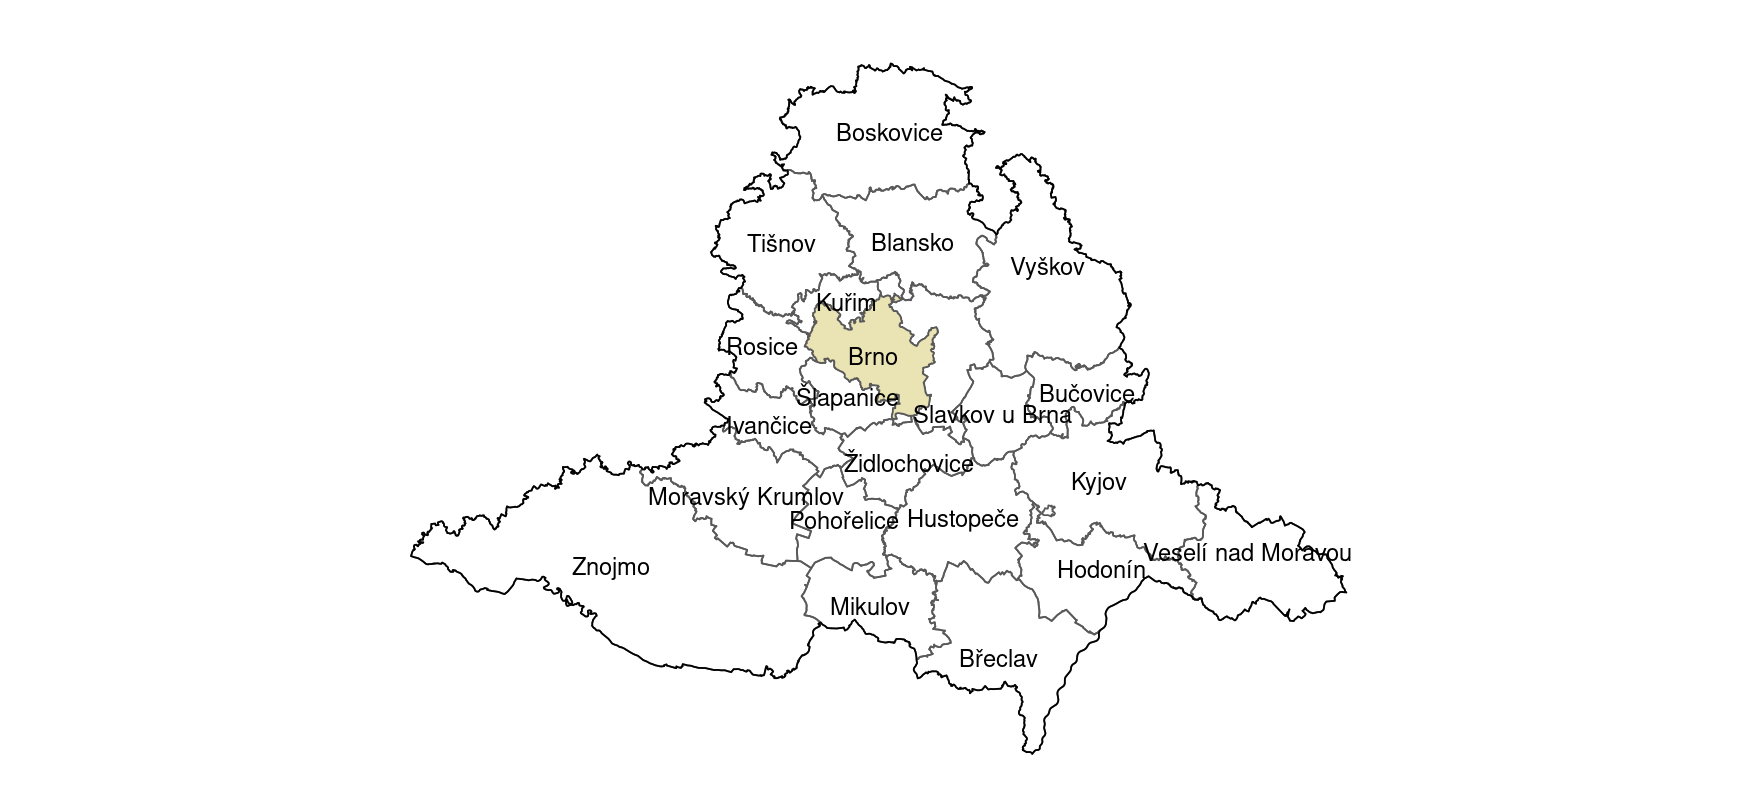 Boskovice
Tišnov
Blansko
Vyškov
Kuřim
Rosice
Brno
Šlapanice
Bučovice
Slavkov u Brna
Ivančice
Židlochovice
Kyjov
Moravský Krumlov
Pohořelice
Hustopeče
Veselí nad Moravou
Znojmo
Hodonín
Mikulov
Břeclav